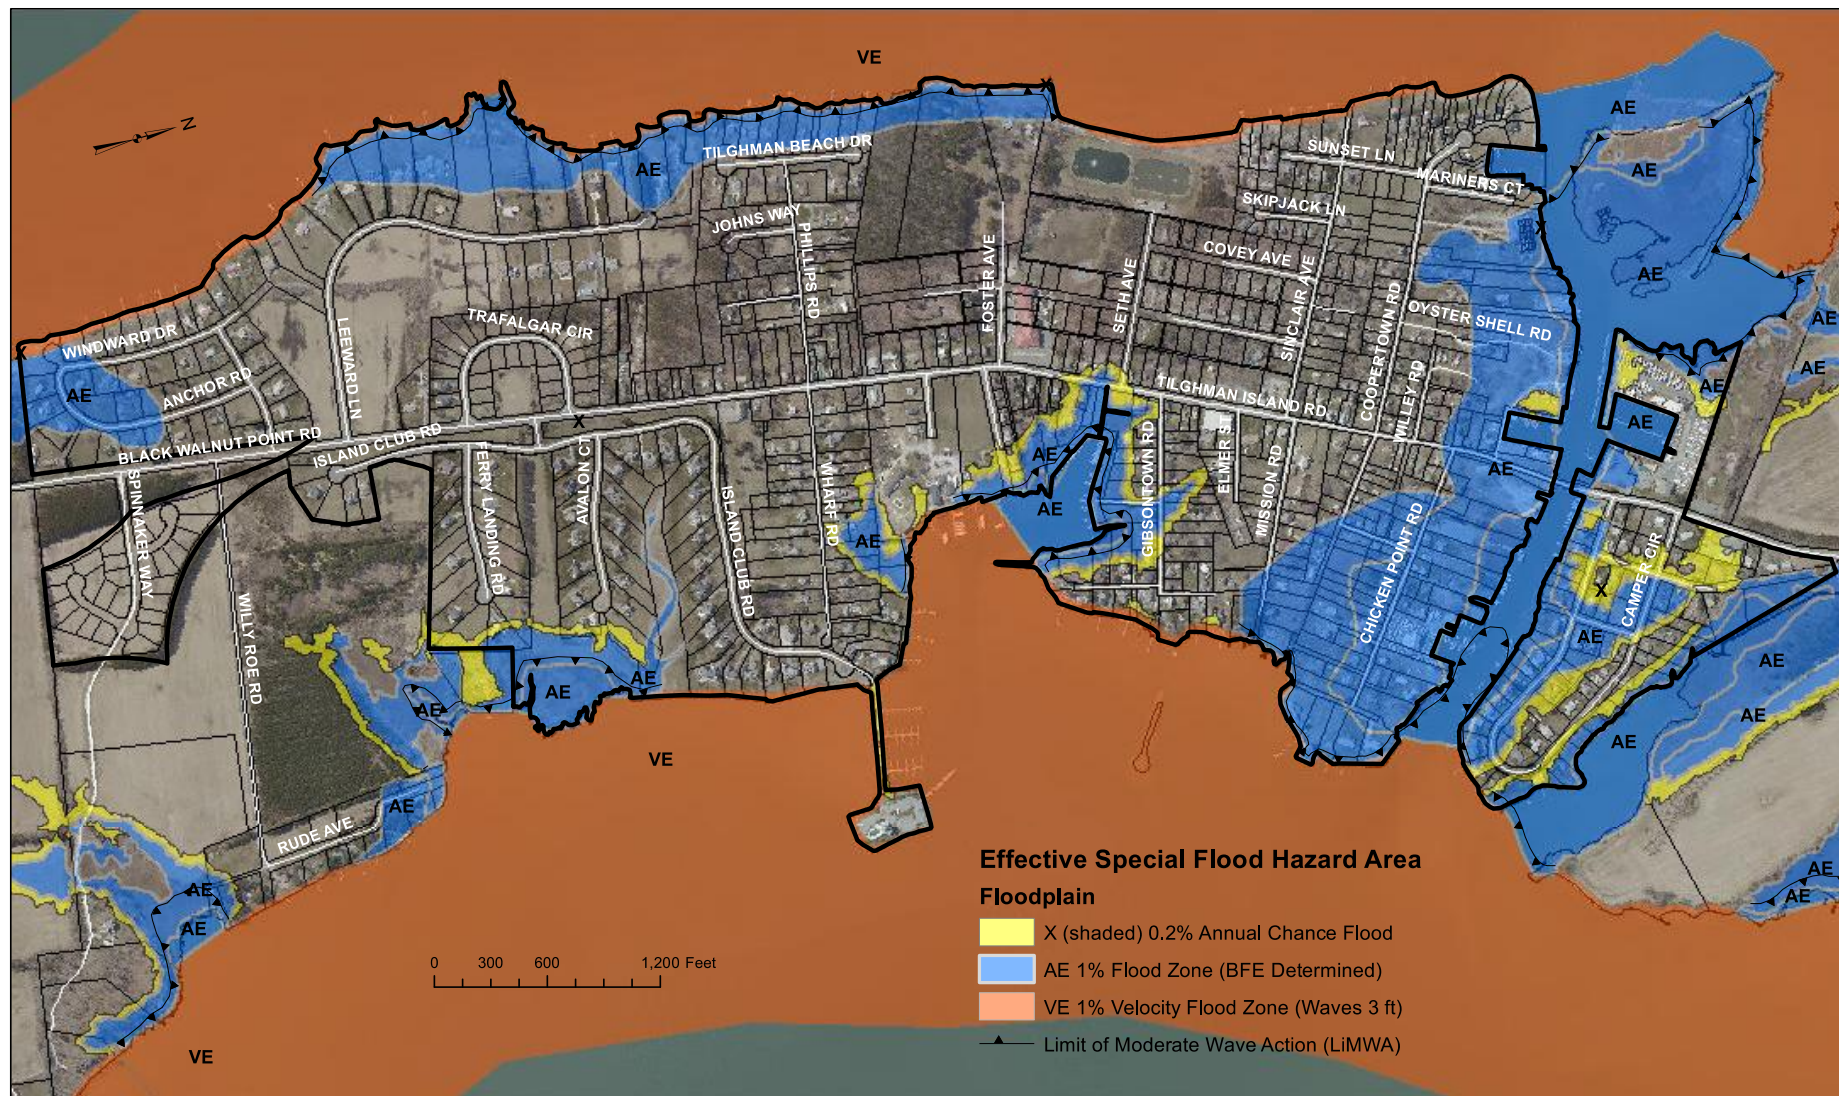 VE
N
AE
AE
TILGHMAN BEACH DR
SUNSET LN
MARINERS CT
AE
AE
SKIPJACK LN
JOHNS WAY
PHILLIPS RD
FOSTER AVE
SETH AVE
COVEY AVE
SINCLAIR AVE
COOPERTOWN RD
OYSTER SHELL RD
WILLEY RD
X
X
AE
AE
WINDWARD DR
LEEWARD LN
TRAFALGAR CIR
X
AE
ANCHOR RD
BLACK WALNUT POINT RD
ISLAND CLUB RD
X
TILGHMAN ISLAND RD
AE
AE
SPINNAKER WAY
FERRY LANDING RD
AVALON CT
ISLAND CLUB RD
WHARF RD
AE
AE
AE
GIBSONTOWN RD
ELMER ST
MISSION RD
CHICKEN POINT RD
AE
CAMPER CIR
X
AE
WILLY ROE RD
AE
AE
AE
AE
AE
AE
VE
AE
RUDE AVE
AE
AE
AE
AE
VE
0 300 600 1,200 Feet
Effective Special Flood Hazard Area
Floodplain
X (shaded) 0.2% Annual Chance Flood
AE 1% Flood Zone (BFE Determined)
VE 1% Velocity Flood Zone (Waves 3 ft)
Limit of Moderate Wave Action (LiMWA)